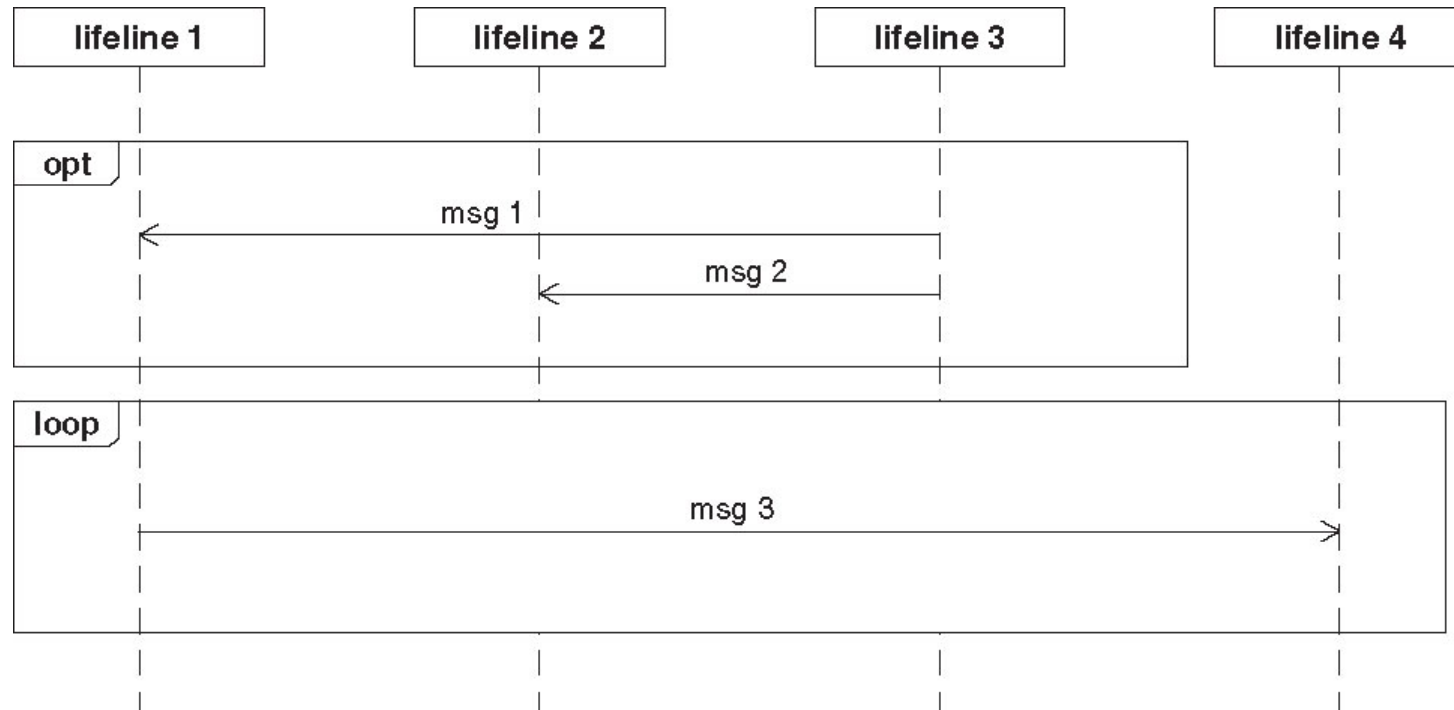 lifeline 1
lifeline 2
lifeline 3
lifeline 4
opt
msg 1
msg 2
loop
msg 3